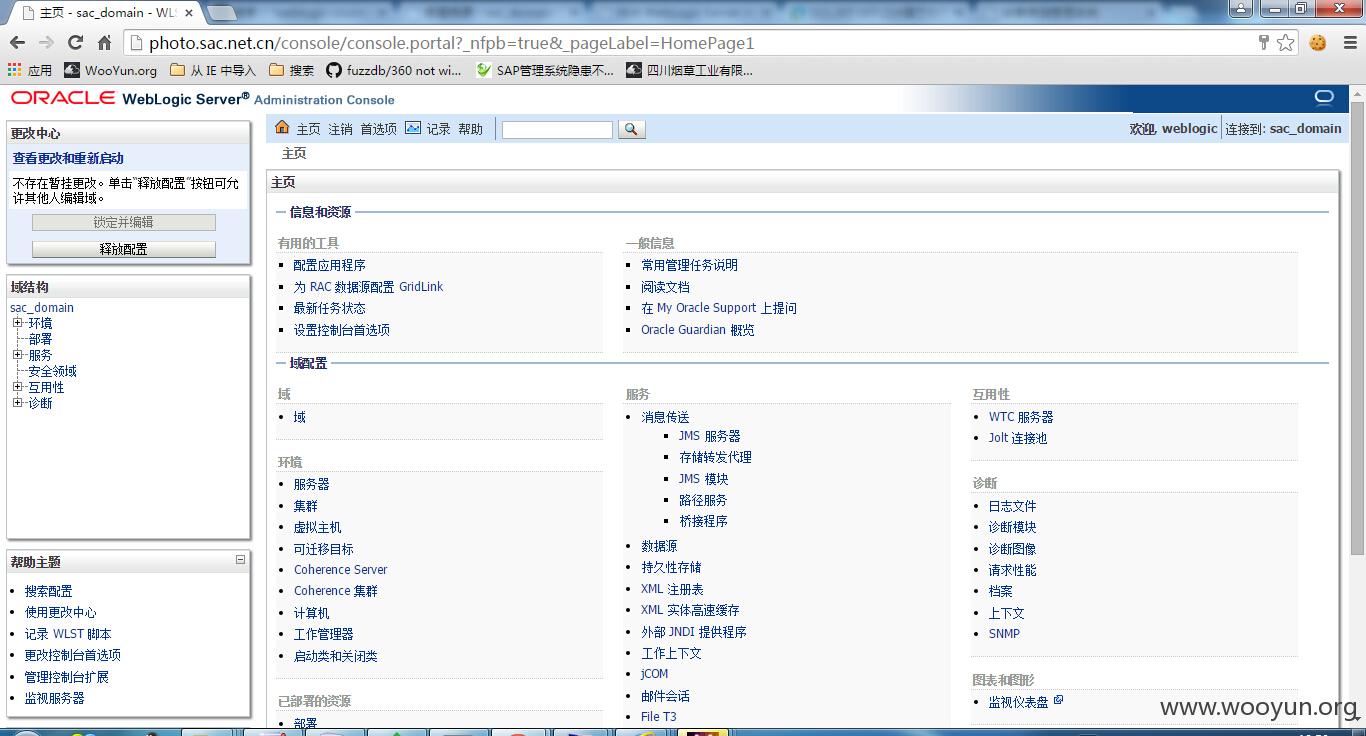 主页 - sac_domain - WLS
photo.sac.net.cn/console/console.portal?_nfpb=true&_pageLabel=HomePage1
应用 WooYun.org 从 IE 中导入 搜索 fuzzdb/360 not wi... SAP管理系统隐患不... 四川烟草工业有限...
ORACLE WebLogic Server® Administration Console
更改中心
查看更改和重新启动
不存在暂挂更改。单击“释放配置”按钮可允
许其他人编辑域。
锁定并编辑
释放配置
域结构
sac_domain
环境
部署
服务
安全领域
互用性
诊断
帮助主题
搜索配置
使用更改中心
记录 WLST 脚本
更改控制台首选项
管理控制台扩展
监视服务器
主页 注销 首选项 记录 帮助
欢迎, weblogic 连接到: sac_domain
主页
主页
信息和资源
有用的工具
配置应用程序
为 RAC 数据源配置 GridLink
最新任务状态
设置控制台首选项
一般信息
常用管理任务说明
阅读文档
在 My Oracle Support 上提问
Oracle Guardian 概览
域配置
域
域
环境
服务器
集群
虚拟主机
可迁移目标
Coherence Server
Coherence 集群
计算机
工作管理器
启动类和关闭类
已部署的资源
部署
服务
消息传送
JMS 服务器
存储转发代理
JMS 模块
路径服务
桥接程序
数据源
持久性存储
XML 注册表
XML 实体高速缓存
外部 JNDI 提供程序
工作上下文
jCOM
邮件会话
File T3
互用性
WTC 服务器
Jolt 连接池
诊断
日志文件
诊断模块
诊断图像
请求性能
档案
上下文
SNMP
图表和图形
监视仪表盘
www.wooyun.org